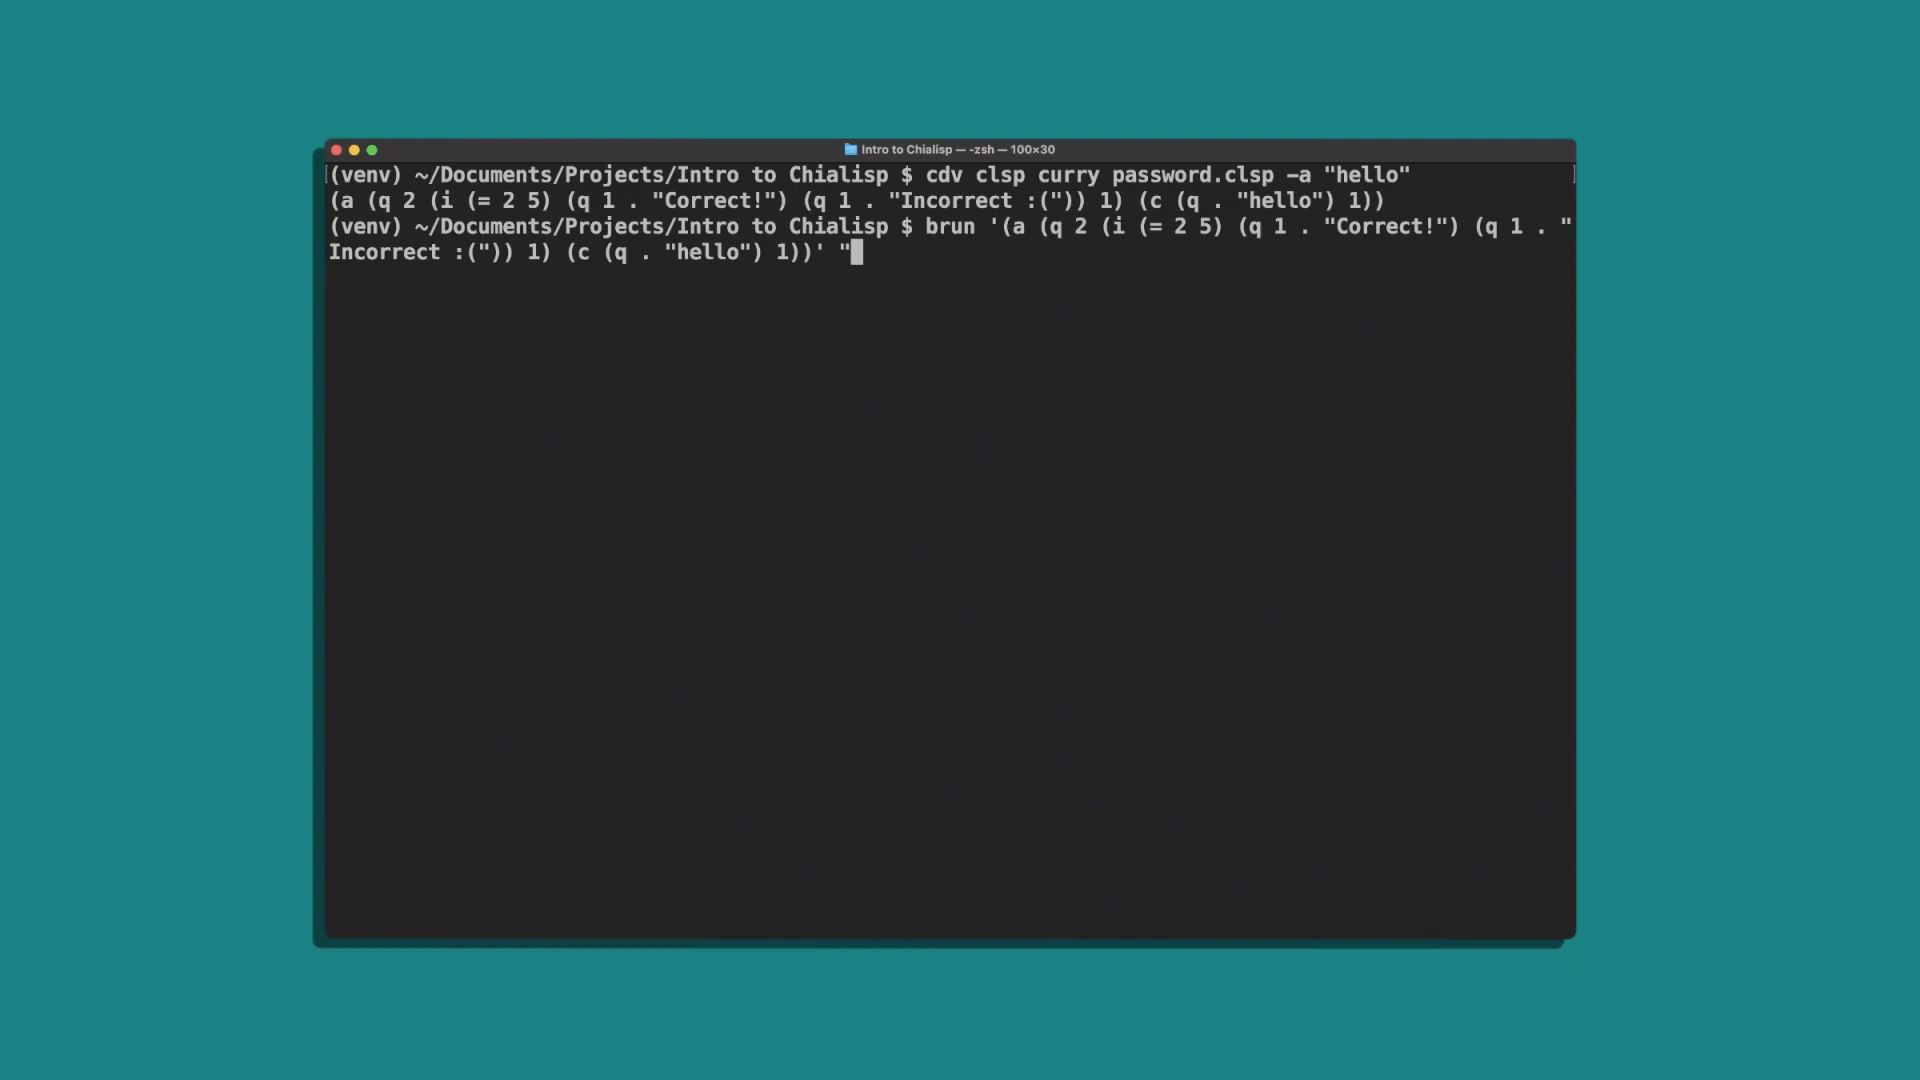 Intro to Chialisp — -zsh — 100×30
(venv) ~/Documents/Projects/Intro to Chialisp $ cdv clsp curry password.clsp -a "hello"
(a (q 2 (i (= 2 5) (q 1 . "Correct!") (q 1 . "Incorrect :(")) 1) (c (q . "hello") 1))
(venv) ~/Documents/Projects/Intro to Chialisp $ brun '(a (q 2 (i (= 2 5) (q 1 . "Correct!") (q 1 . "
Incorrect :(")) 1) (c (q . "hello") 1))' "